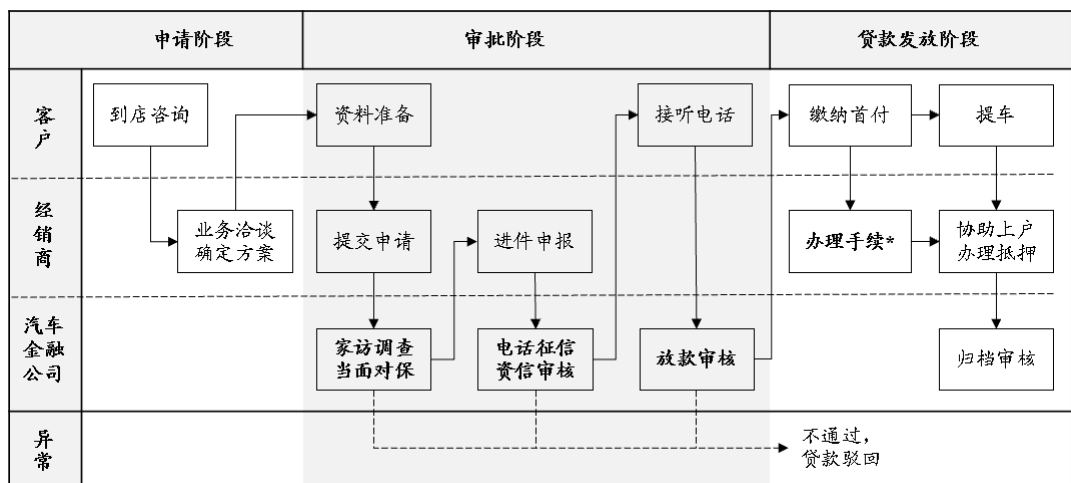 申请阶段
审批阶段
贷款发放阶段
客
户
到店咨询
资料准备
接听电话
缴纳首付
提车
经
销
商
业务洽谈
确定方案
提交申请
进件申报
办理手续*
协助上户
办理抵押
汽车
金融
公司
家访调查
当面对保
电话征信
资信审核
放款审核
归档审核
异
常
不通过，
贷款驳回